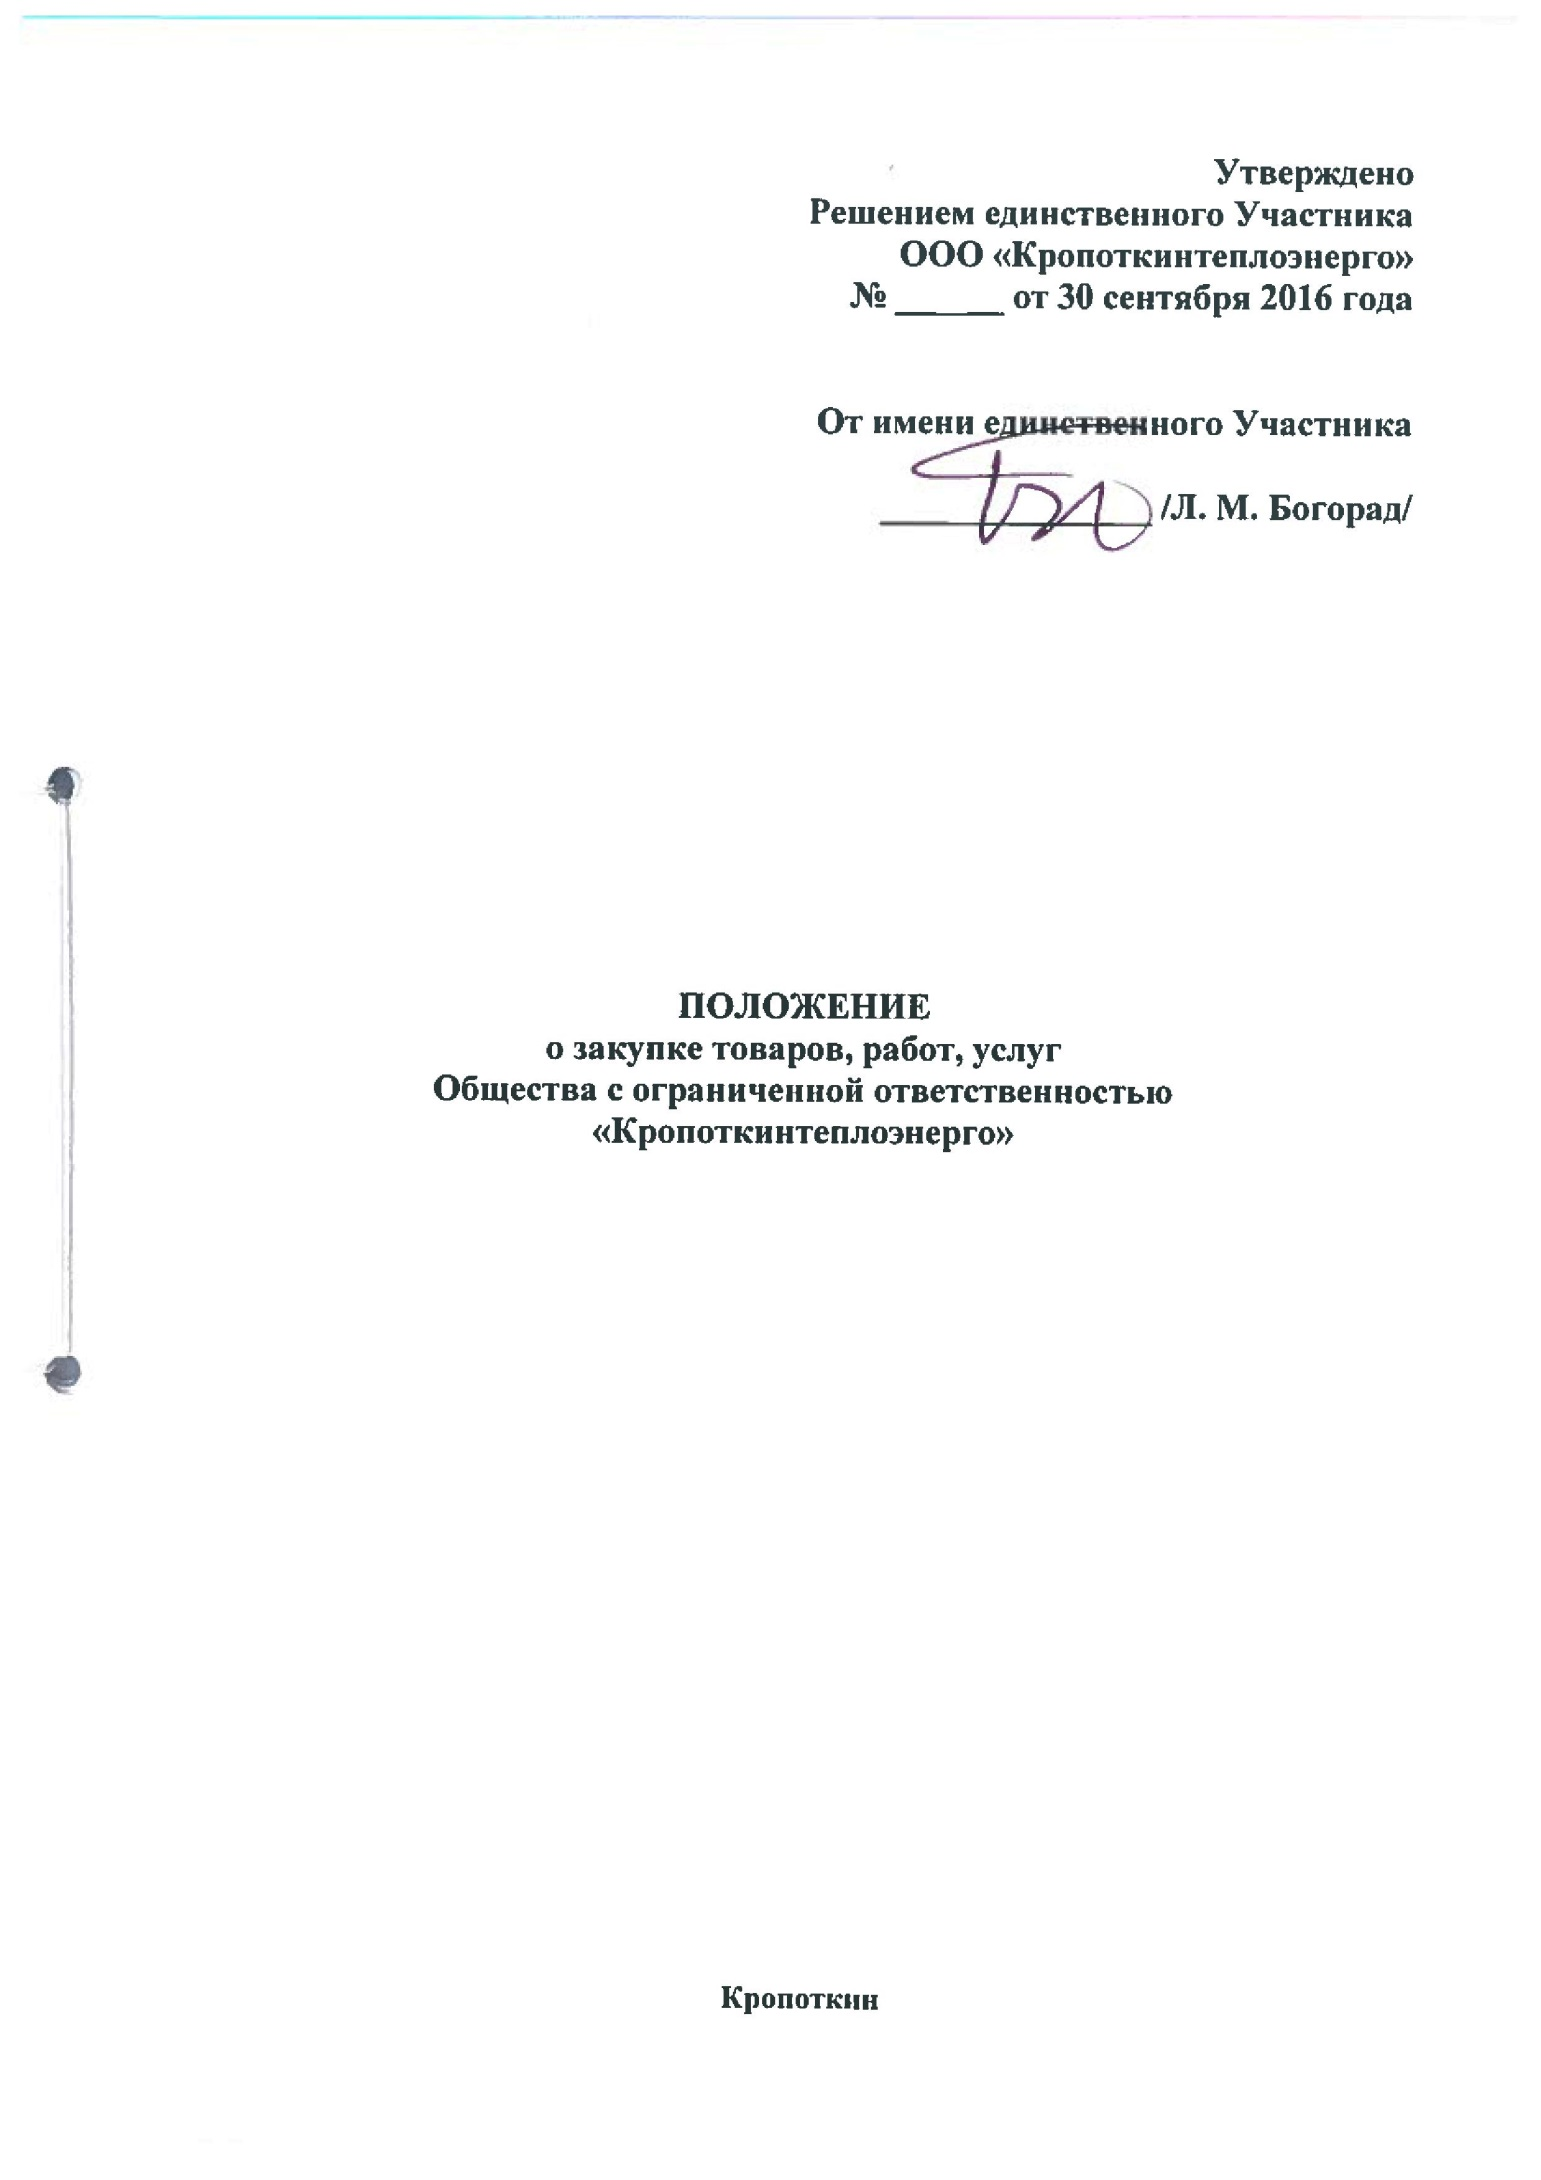 Утверждено
Решением единственного Участника
ООО «Кропоткинтеплоэнерго»
№ ______ от 30 сентября 2016 года
От имени единственного Участника
_______________ /Л. М. Богорад/
ПОЛОЖЕНИЕ
о закупке товаров, работ, услуг
Общества с ограниченной ответственностью
«Кропоткинтеплоэнерго»
Кропоткин